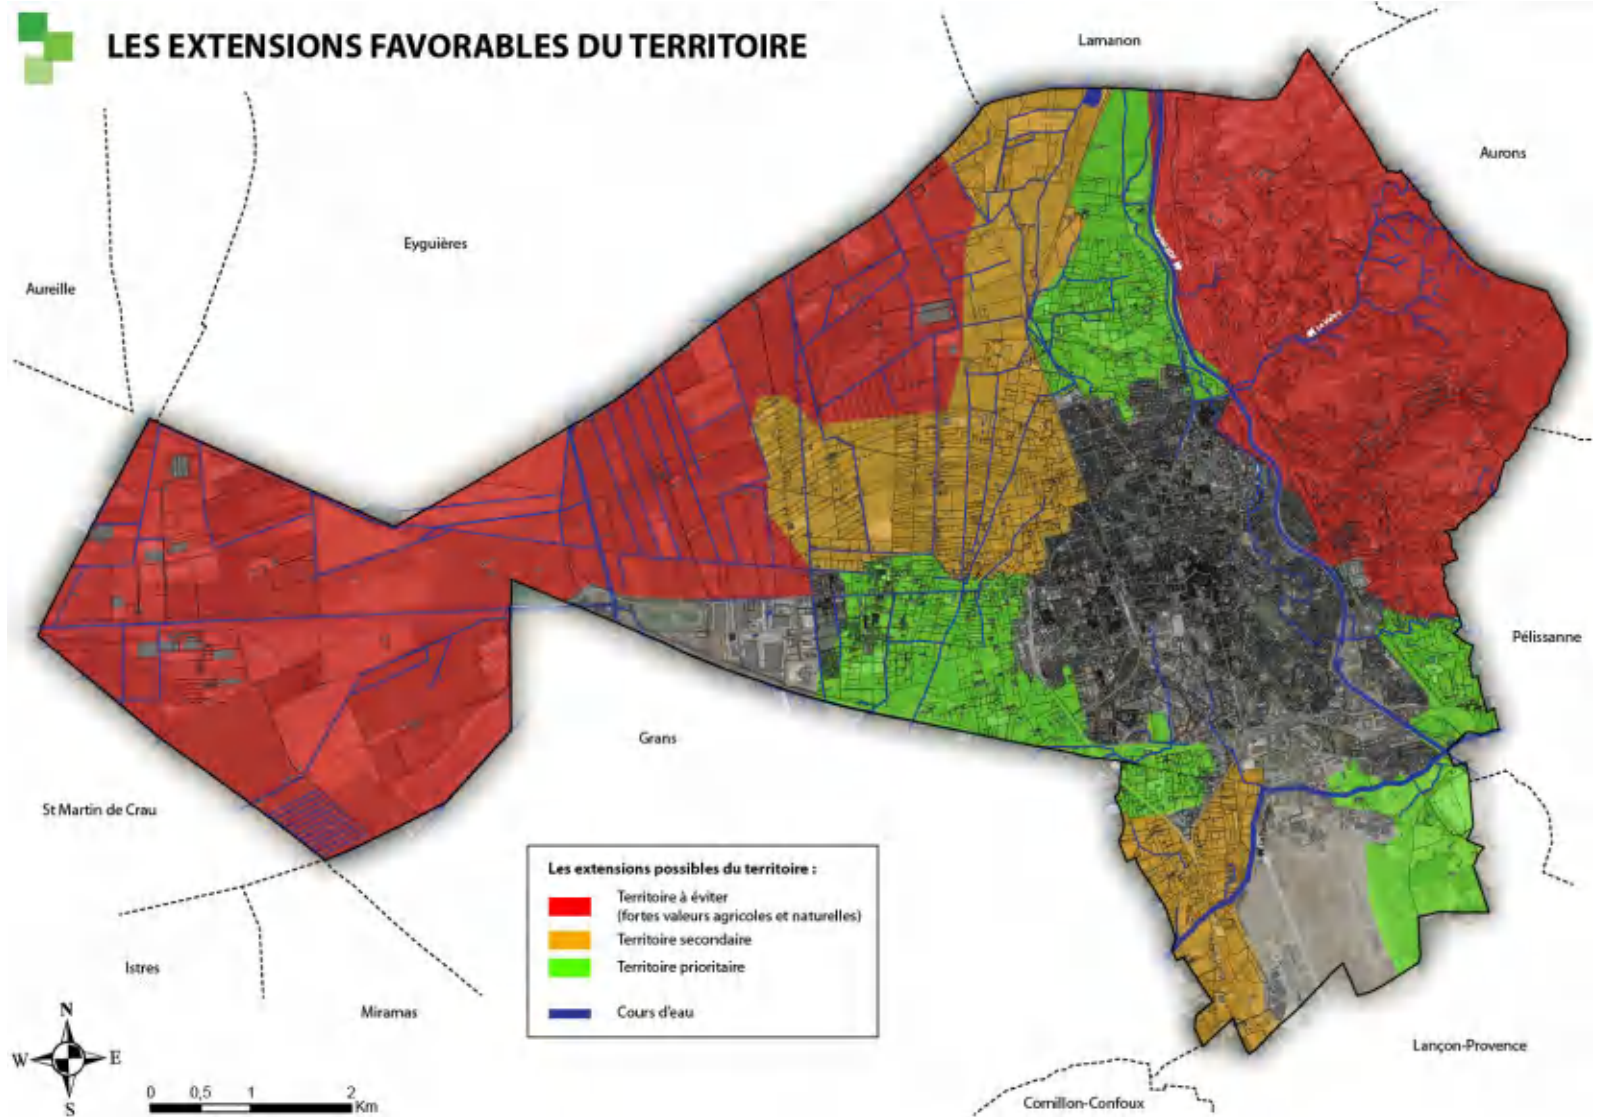 LES EXTENSIONS FAVORABLES DU TERRITOIRE
Lamanon
Aurons
Eyguières
Aureille
Pélissanne
Grans
St Martin de Crau
Istres
Miramas
Lançon-Provence
Cornillon-Confoux
Les extensions possibles du territoire :
Territoire à éviter
(fortes valeurs agricoles et naturelles)
Territoire secondaire
Territoire prioritaire
Cours d'eau
N
W
E
S
0 0,5 1 2
Km